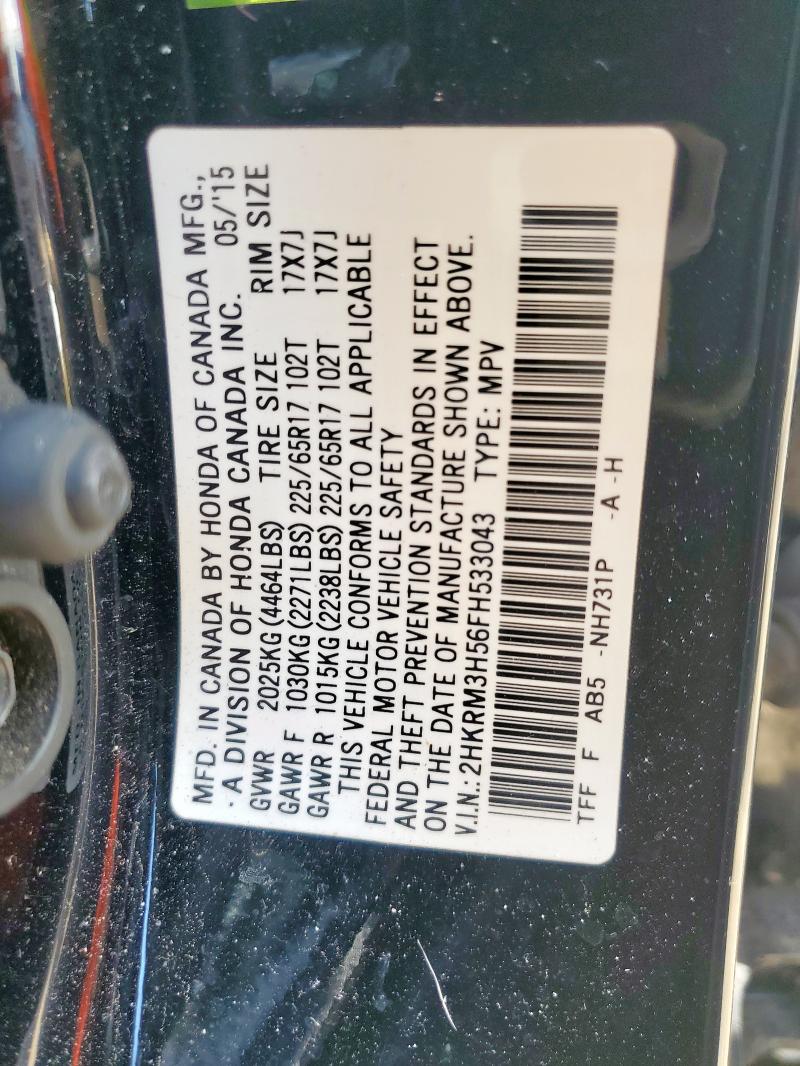 MFD. IN CANADA BY HONDA OF CANADA MFG.,
· A DIVISION OF HONDA CANADA INC. 05/'15
GVWR 2025KG(4464LBS) TIRE SIZE RIM SIZE
GAWR F 1030KG(2271LBS) 225/65R17 102T 17X7J
GAWR R 1015KG(2238LBS) 225/65R17 102T 17X7J
THIS VEHICLE CONFORMS TO ALL APPLICABLE
FEDERAL MOTOR VEHICLE SAFETY
AND THEFT PREVENTION STANDARDS IN EFFECT
ON THE DATE OF MANUFACTURE SHOWN ABOVE.
V.I.N.: 2HKRM3H56FH533043 TYPE: MPV
TFF F AB5 -NH731P -A -H